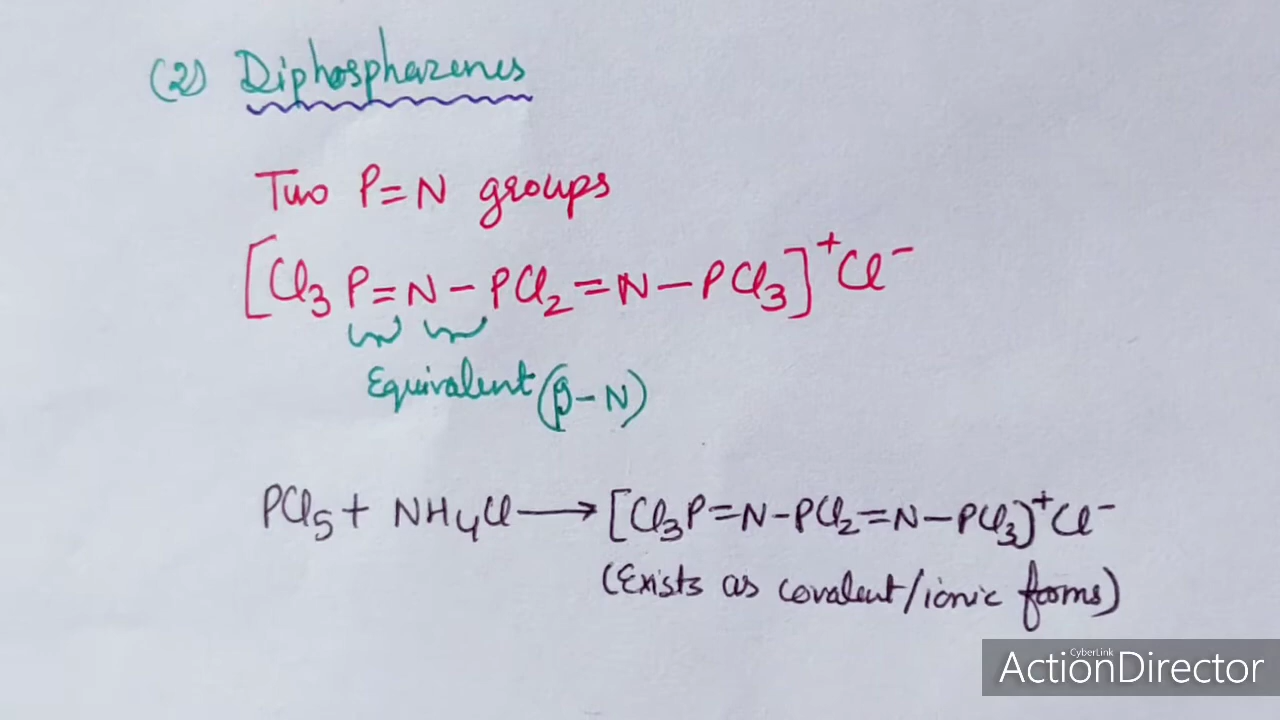 (2) Diphosphazenes
Two P=N groups
[Cl₃P=N–PCl₂=N–PCl₃]⁺Cl⁻
Equivalent (P–N)
PCl₅ + NH₄Cl ⟶ [Cl₃P=N–PCl₂=N–PCl₃]⁺Cl⁻
(Exists as covalent/ionic forms)
CyberLink
ActionDirector